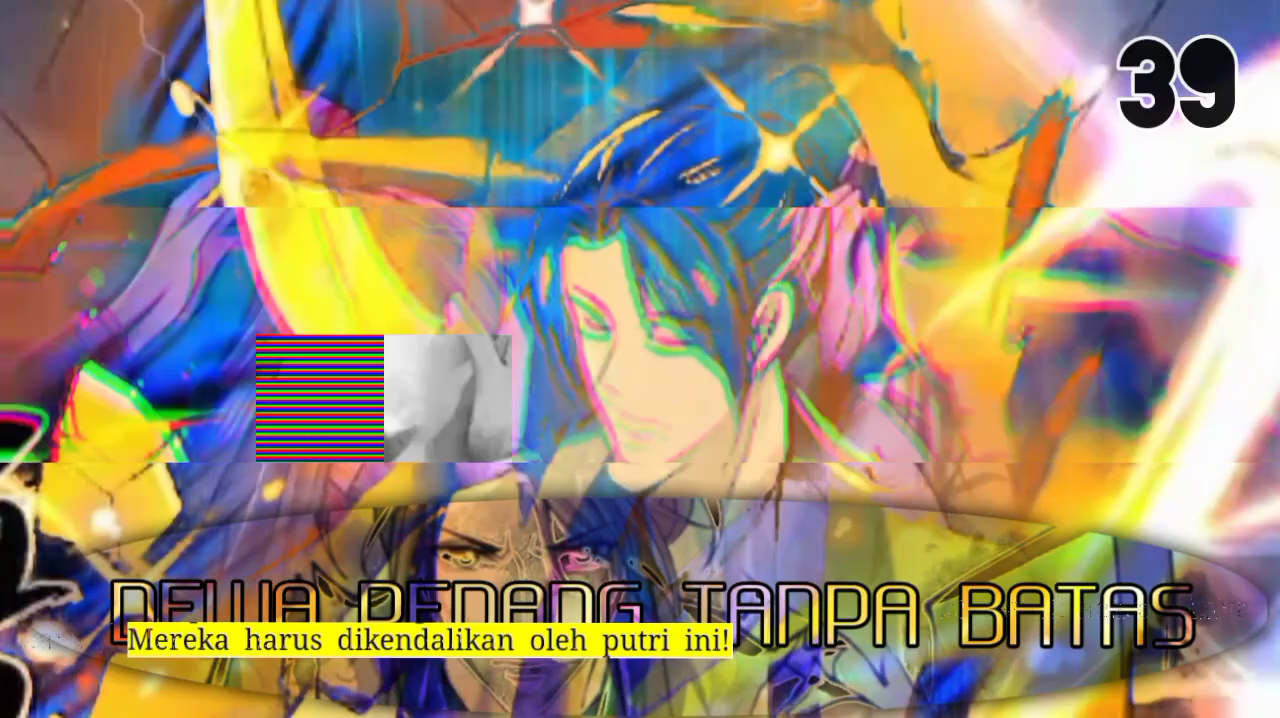 39
DEWA PEDANG TANPA BATAS
Mereka harus dikendalikan oleh putri ini!